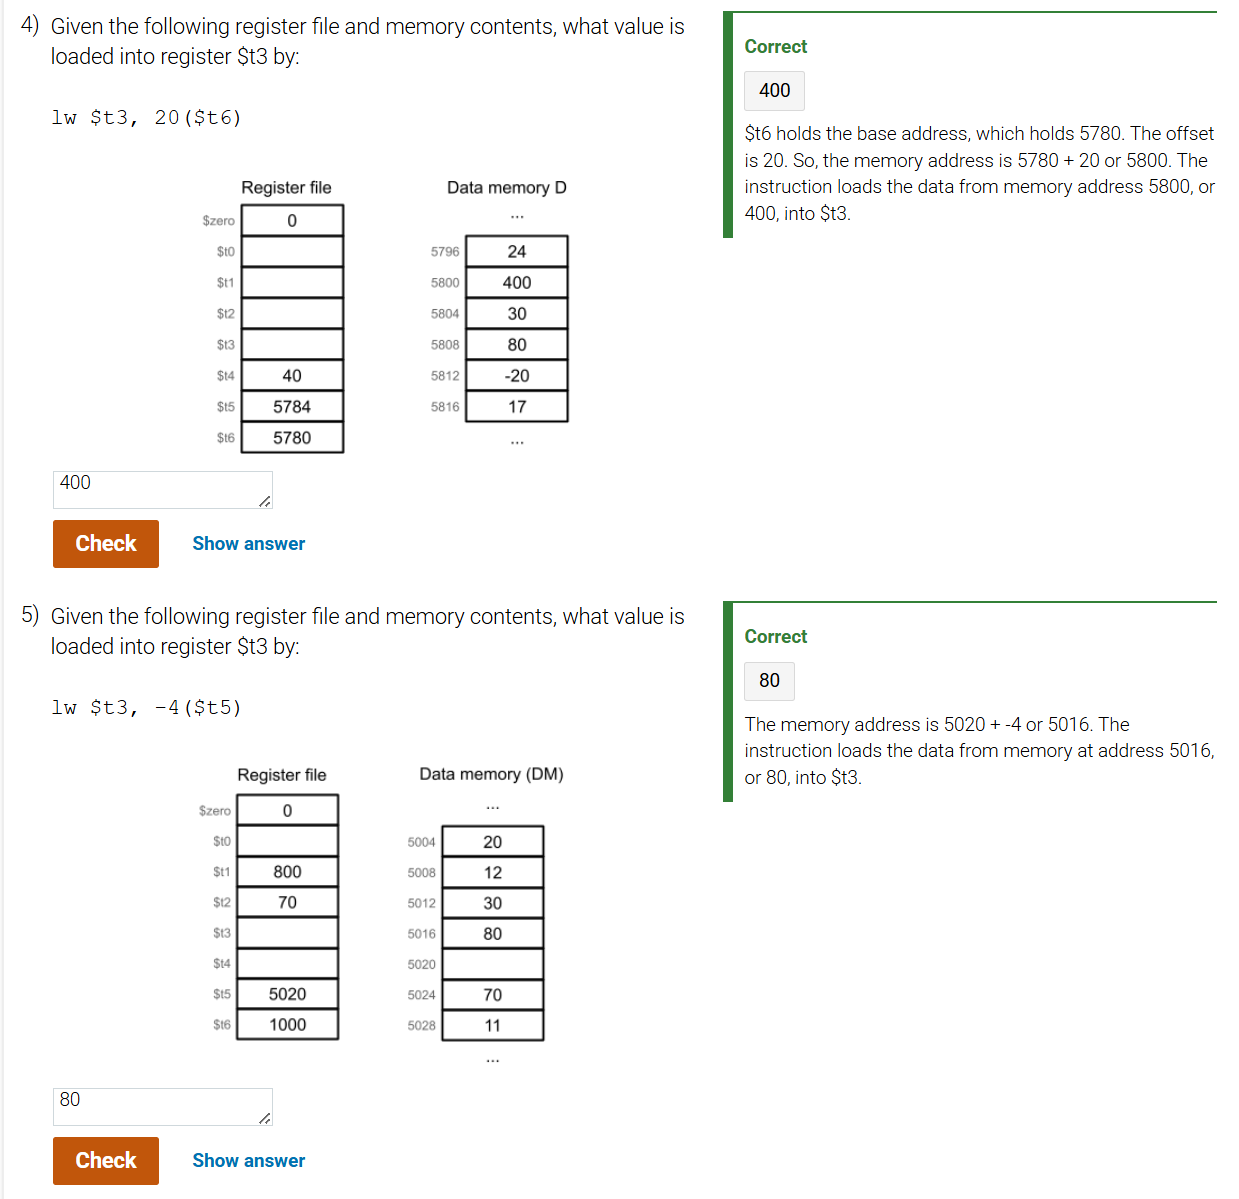 4) Given the following register file and memory contents, what value is
loaded into register $t3 by:
lw $t3, 20($t6)
Register file
$zero 0
$t0
$t1
$t2
$t3
$t4 40
$t5 5784
$t6 5780
Data memory D
...
5796 24
5800 400
5804 30
5808 80
5812 -20
5816 17
...
400
Check Show answer
Correct
400
$t6 holds the base address, which holds 5780. The offset
is 20. So, the memory address is 5780 + 20 or 5800. The
instruction loads the data from memory address 5800, or
400, into $t3.
5) Given the following register file and memory contents, what value is
loaded into register $t3 by:
lw $t3, -4($t5)
Register file
$zero 0
$t0
$t1 800
$t2 70
$t3
$t4
$t5 5020
$t6 1000
Data memory (DM)
...
5004 20
5008 12
5012 30
5016 80
5020
5024 70
5028 11
...
80
Check Show answer
Correct
80
The memory address is 5020 + -4 or 5016. The
instruction loads the data from memory at address 5016,
or 80, into $t3.